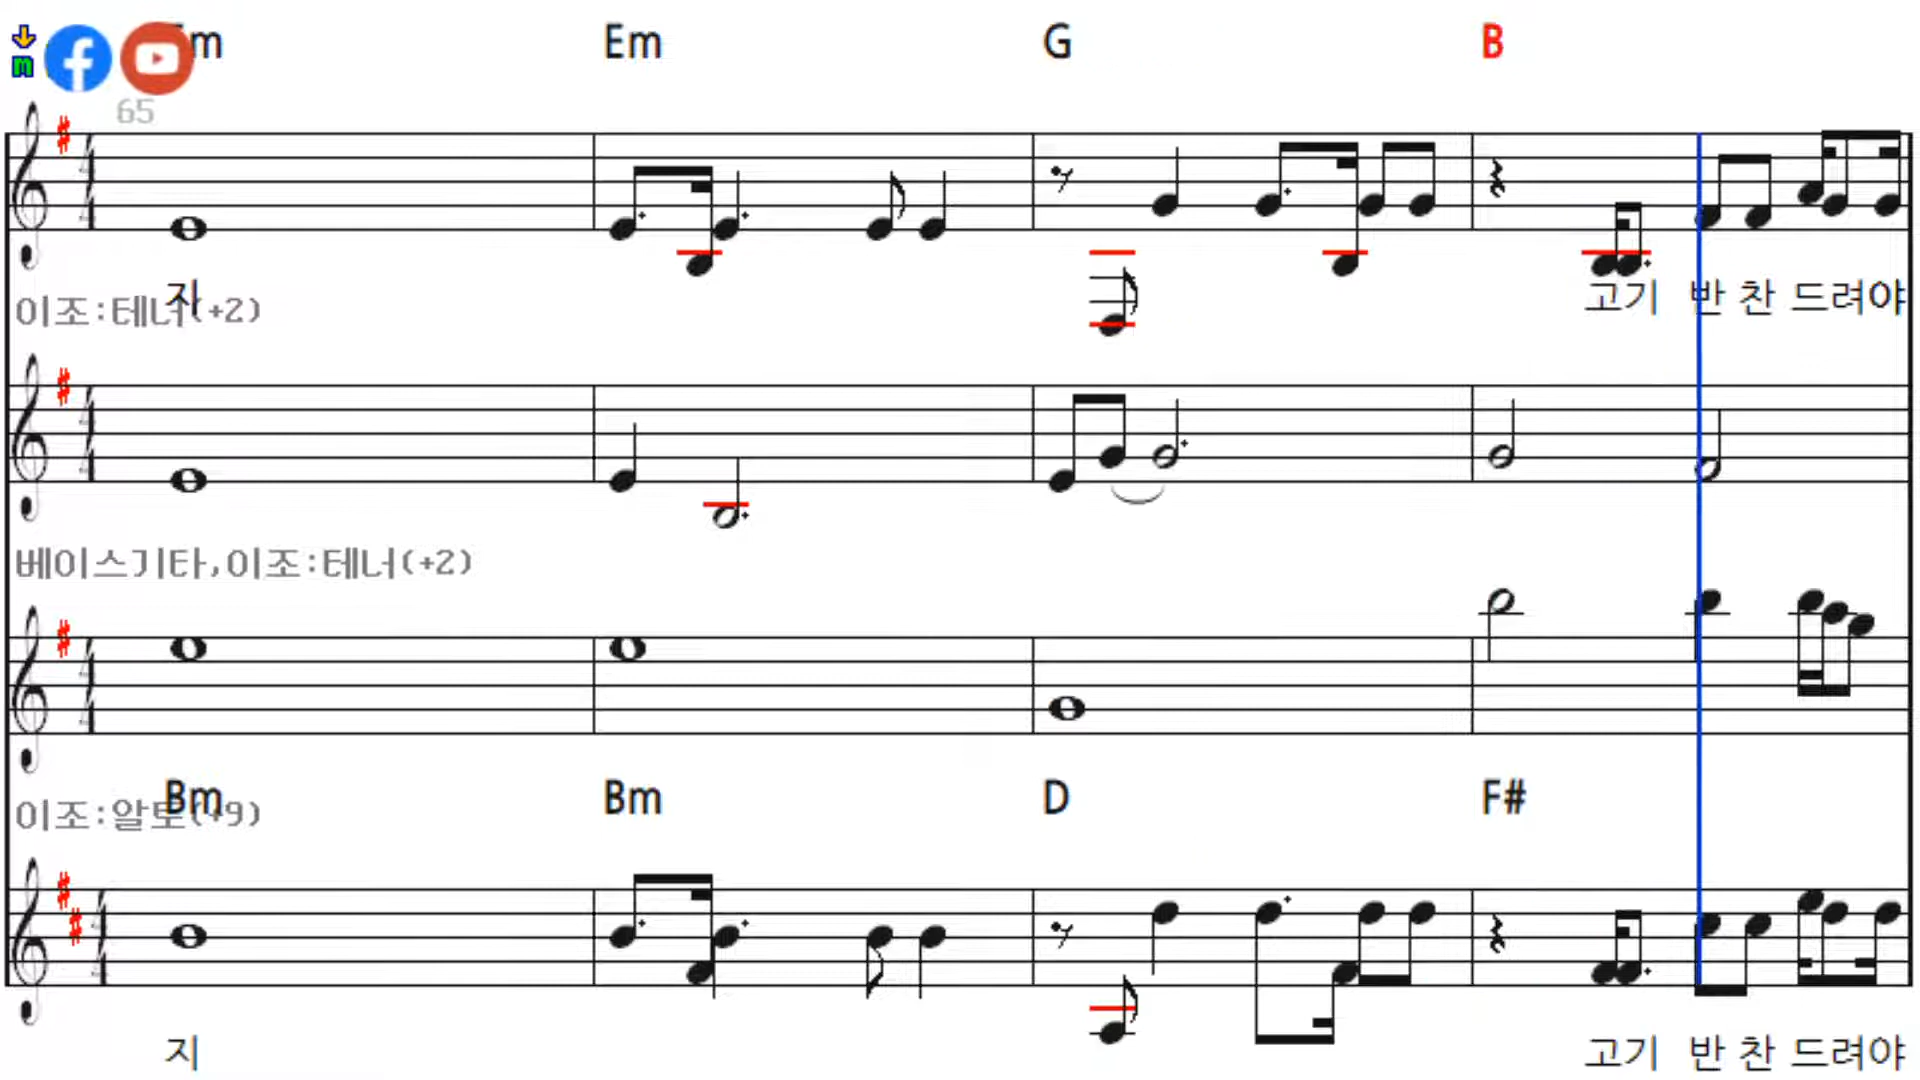 Em Em G B
65
지 고기 반 찬 드려야
이조:테너(+2)
베이스기타,이조:테너(+2)
Bm Bm D F#
이조:알토(+9)
지 고기 반 찬 드려야